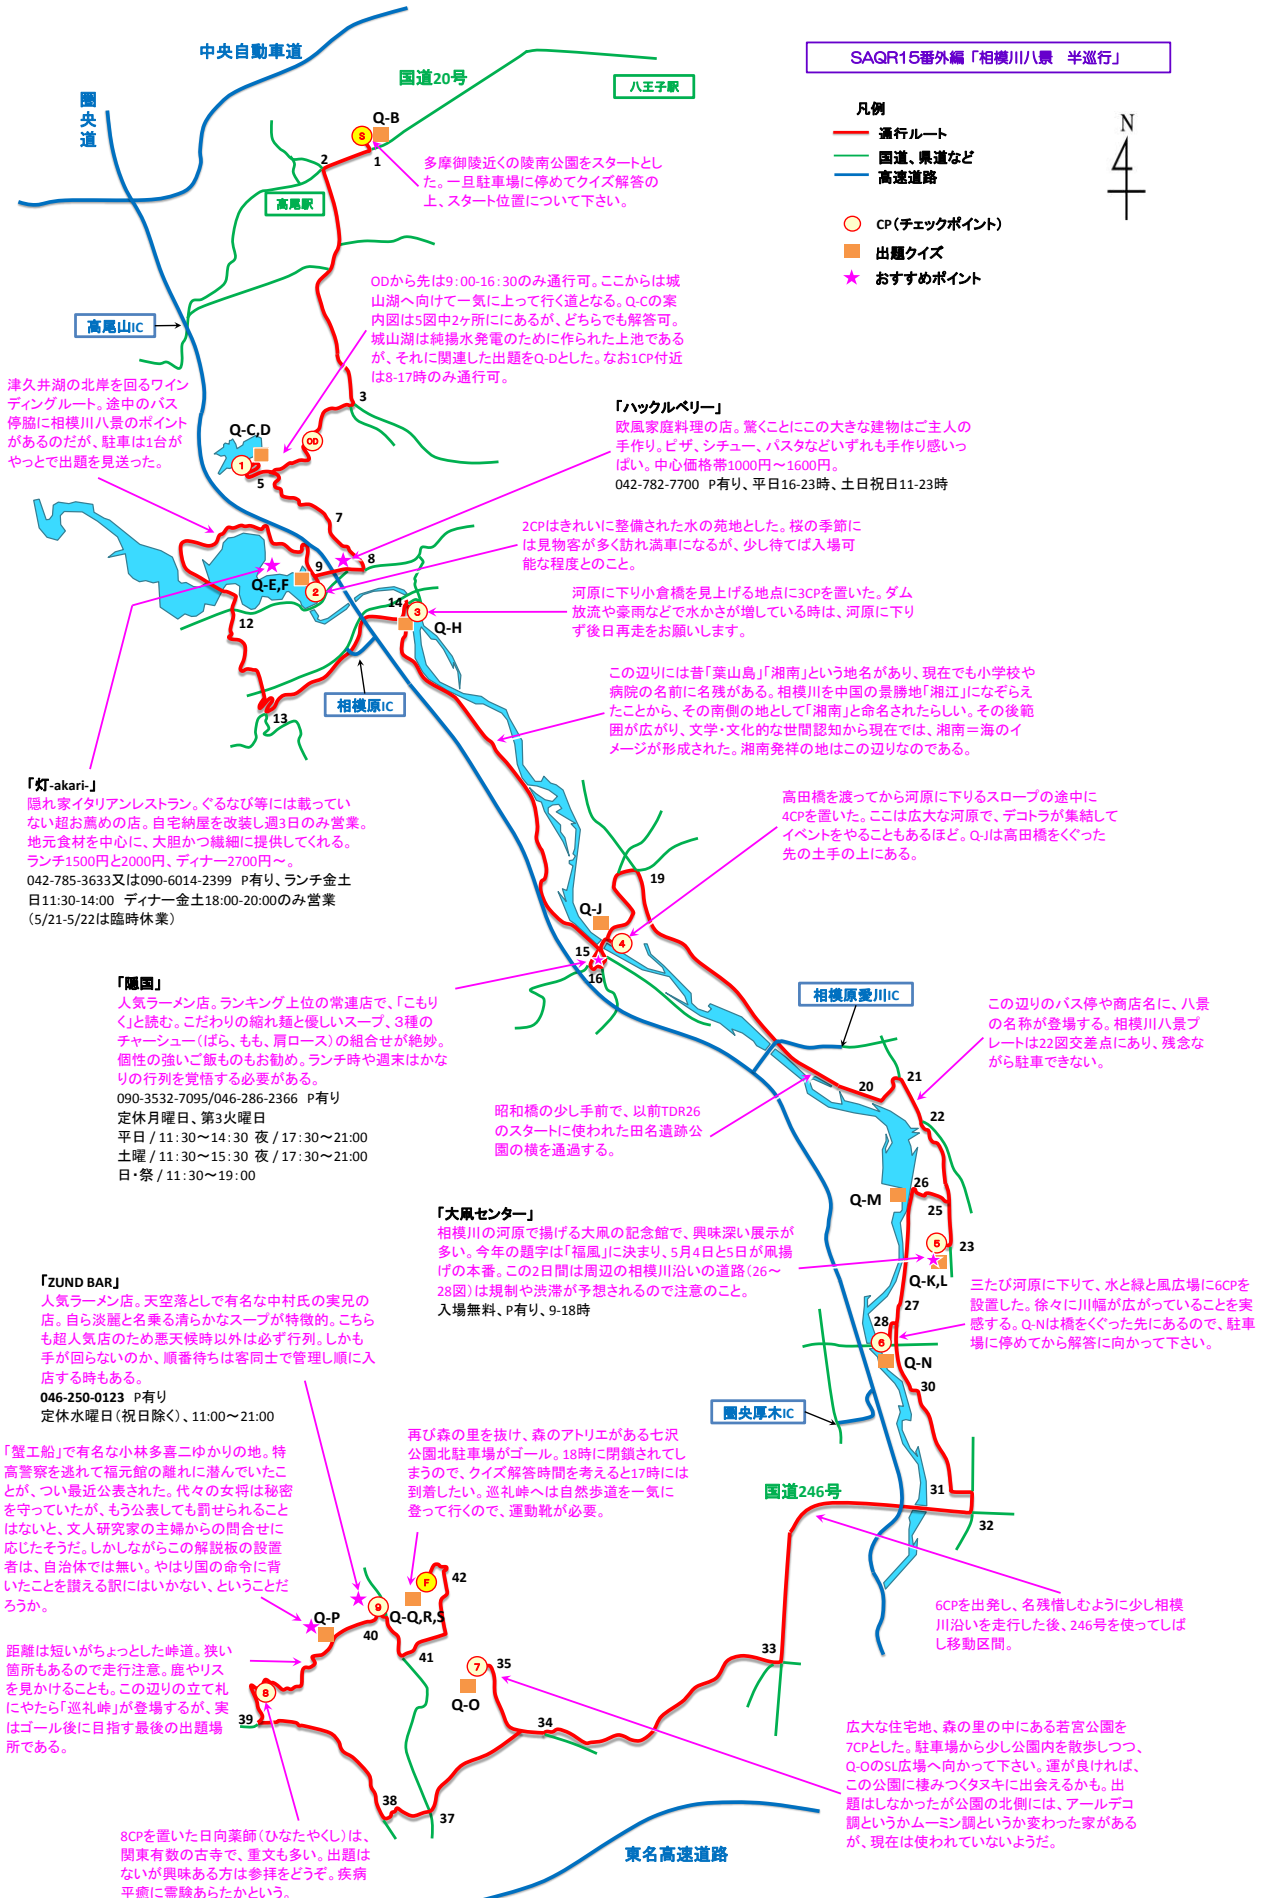 SAQR15番外編「相模川八景　半巡行」
中央自動車道
国道20号
八王子駅
圏央道
凡例
通行ルート
国道、県道など
高速道路
CP(チェックポイント)
出題クイズ
おすすめポイント
N
S
Q-B
1
2
高尾駅
多摩御陵近くの陵南公園をスタートとし
た。一旦駐車場に停めてクイズ解答の
上、スタート位置について下さい。
高尾山IC
ODから先は9:00-16:30のみ通行可。ここからは城
山湖へ向けて一気に上って行く道となる。Q-Cの案
内図は5図中2ヶ所ににあるが、どちらでも解答可。
城山湖は純揚水発電のために作られた上池である
が、それに関連した出題をQ-Dとした。なお1CP付近
は8-17時のみ通行可。
津久井湖の北岸を回るワイン
ディングルート。途中のバス
停脇に相模川八景のポイント
があるのだが、駐車は1台が
やっとで出題を見送った。
3
Q-C,D
OD
1
5
7
8
「ハックルベリー」
欧風家庭料理の店。驚くことにこの大きな建物はご主人の
手作り。ピザ、シチュー、パスタなどいずれも手作り感いっ
ぱい。中心価格帯1000円～1600円。
042-782-7700 P有り、平日16-23時、土日祝日11-23時
2CPはきれいに整備された水の苑地とした。桜の季節に
は見物客が多く訪れ満車になるが、少し待てば入場可
能な程度とのこと。
9
Q-E,F
2
12
13
14
3
Q-H
相模原IC
河原に下り小倉橋を見上げる地点に3CPを置いた。ダム
放流や豪雨などで水かさが増している時は、河原に下り
ず後日再走をお願いします。
この辺りには昔「葉山島」「湘南」という地名があり、現在でも小学校や
病院の名前に名残がある。相模川を中国の景勝地「湘江」になぞらえ
たことから、その南側の地として「湘南」と命名されたらしい。その後範
囲が広がり、文学・文化的な世間認知から現在では、湘南＝海のイ
メージが形成された。湘南発祥の地はこの辺りなのである。
「灯-akari-」
隠れ家イタリアンレストラン。ぐるなび等には載ってい
ない超お薦めの店。自宅納屋を改装し週3日のみ営業。
地元食材を中心に、大胆かつ繊細に提供してくれる。
ランチ1500円と2000円、ディナー2700円～。
042-785-3633又は090-6014-2399 P有り、ランチ金土
日11:30-14:00 ディナー金土18:00-20:00のみ営業
(5/21-5/22は臨時休業)
高田橋を渡ってから河原に下りるスロープの途中に
4CPを置いた。ここは広大な河原で、デコトラが集結して
イベントをやることもあるほど。Q-Jは高田橋をくぐった
先の土手の上にある。
19
Q-J
4
15
16
「隠国」
人気ラーメン店。ランキング上位の常連店で、「こもり
く」と読む。こだわりの縮れ麺と優しいスープ、3種の
チャーシュー(ばら、もも、肩ロース)の組合せが絶妙。
個性の強いご飯ものもお勧め。ランチ時や週末はかな
りの行列を覚悟する必要がある。
090-3532-7095/046-286-2366 P有り
定休月曜日、第3火曜日
平日 / 11:30～14:30 夜 / 17:30～21:00
土曜 / 11:30～15:30 夜 / 17:30～21:00
日・祭 / 11:30～19:00
相模原愛川IC
この辺りのバス停や商店名に、八景
の名称が登場する。相模川八景プ
レートは22図交差点にあり、残念な
がら駐車できない。
昭和橋の少し手前で、以前TDR26
のスタートに使われた田名遺跡公
園の横を通過する。
20
21
22
26
Q-M
25
5
23
Q-K,L
27
28
6
Q-N
30
「大凧センター」
相模川の河原で揚げる大凧の記念館で、興味深い展示が
多い。今年の題字は「福風」に決まり、5月4日と5日が凧揚
げの本番。この2日間は周辺の相模川沿いの道路(26～
28図)は規制や渋滞が予想されるので注意のこと。
入場無料、P有り、9-18時
三たび河原に下りて、水と緑と風広場に6CPを
設置した。徐々に川幅が広がっていることを実
感する。Q-Nは橋をくぐった先にあるので、駐車
場に停めてから解答に向かって下さい。
「ZUND BAR」
人気ラーメン店。天空落としで有名な中村氏の実兄の
店。自ら淡麗と名乗る清らかなスープが特徴的。こちら
も超人気店のため悪天候時以外は必ず行列。しかも
手が回らないのか、順番待ちは客同士で管理し順に入
店する時もある。
046-250-0123 P有り
定休水曜日(祝日除く)、11:00～21:00
圏央厚木IC
「蟹工船」で有名な小林多喜二ゆかりの地。特
高警察を逃れて福元館の離れに潜んでいたこ
とが、つい最近公表された。代々の女将は秘密
を守っていたが、もう公表しても罰せられること
はないと、文人研究家の主婦からの問合せに
応じたそうだ。しかしながらこの解説板の設置
者は、自治体では無い。やはり国の命令に背
いたことを讃える訳にはいかない、ということだ
ろうか。
再び森の里を抜け、森のアトリエがある七沢
公園北駐車場がゴール。18時に閉鎖されてし
まうので、クイズ解答時間を考えると17時には
到着したい。巡礼峠へは自然歩道を一気に
登って行くので、運動靴が必要。
国道246号
31
32
6CPを出発し、名残惜しむように少し相模
川沿いを走行した後、246号を使ってしば
し移動区間。
F
42
Q-Q,R,S
9
40
Q-P
41
7
35
Q-O
33
34
8
39
38
37
距離は短いがちょっとした峠道。狭い
箇所もあるので走行注意。鹿やリス
を見かけることも。この辺りの立て札
にやたら「巡礼峠」が登場するが、実
はゴール後に目指す最後の出題場
所である。
広大な住宅地、森の里の中にある若宮公園を
7CPとした。駐車場から少し公園内を散歩しつつ、
Q-OのSL広場へ向かって下さい。運が良ければ、
この公園に棲みつくタヌキに出会えるかも。出
題はしなかったが公園の北側には、アールデコ
調というかムーミン調というか変わった家がある
が、現在は使われていないようだ。
8CPを置いた日向薬師(ひなたやくし)は、
関東有数の古寺で、重文も多い。出題は
ないが興味ある方は参拝をどうぞ。疾病
平癒に霊験あらたかという。
東名高速道路